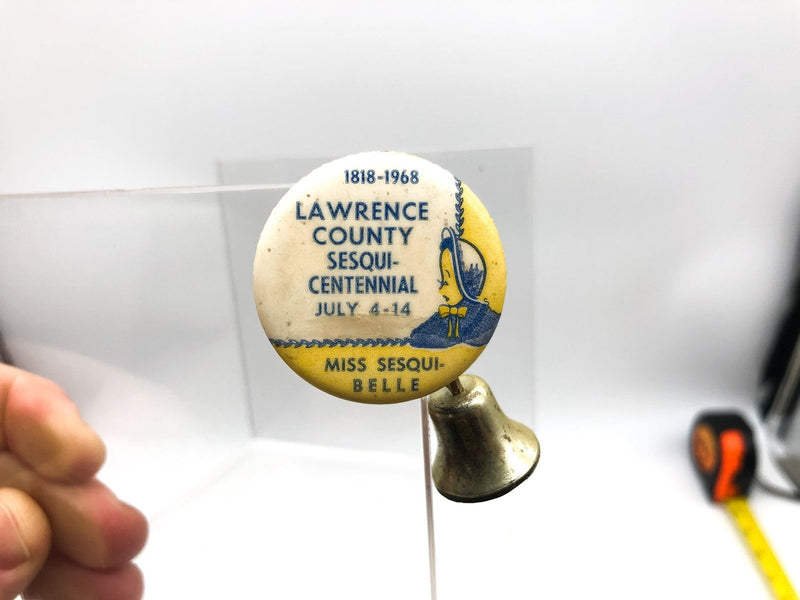 1818-1968
LAWRENCE
COUNTY
SESQUI-
CENTENNIAL
JULY 4-14
MISS SESQUI-
BELLE